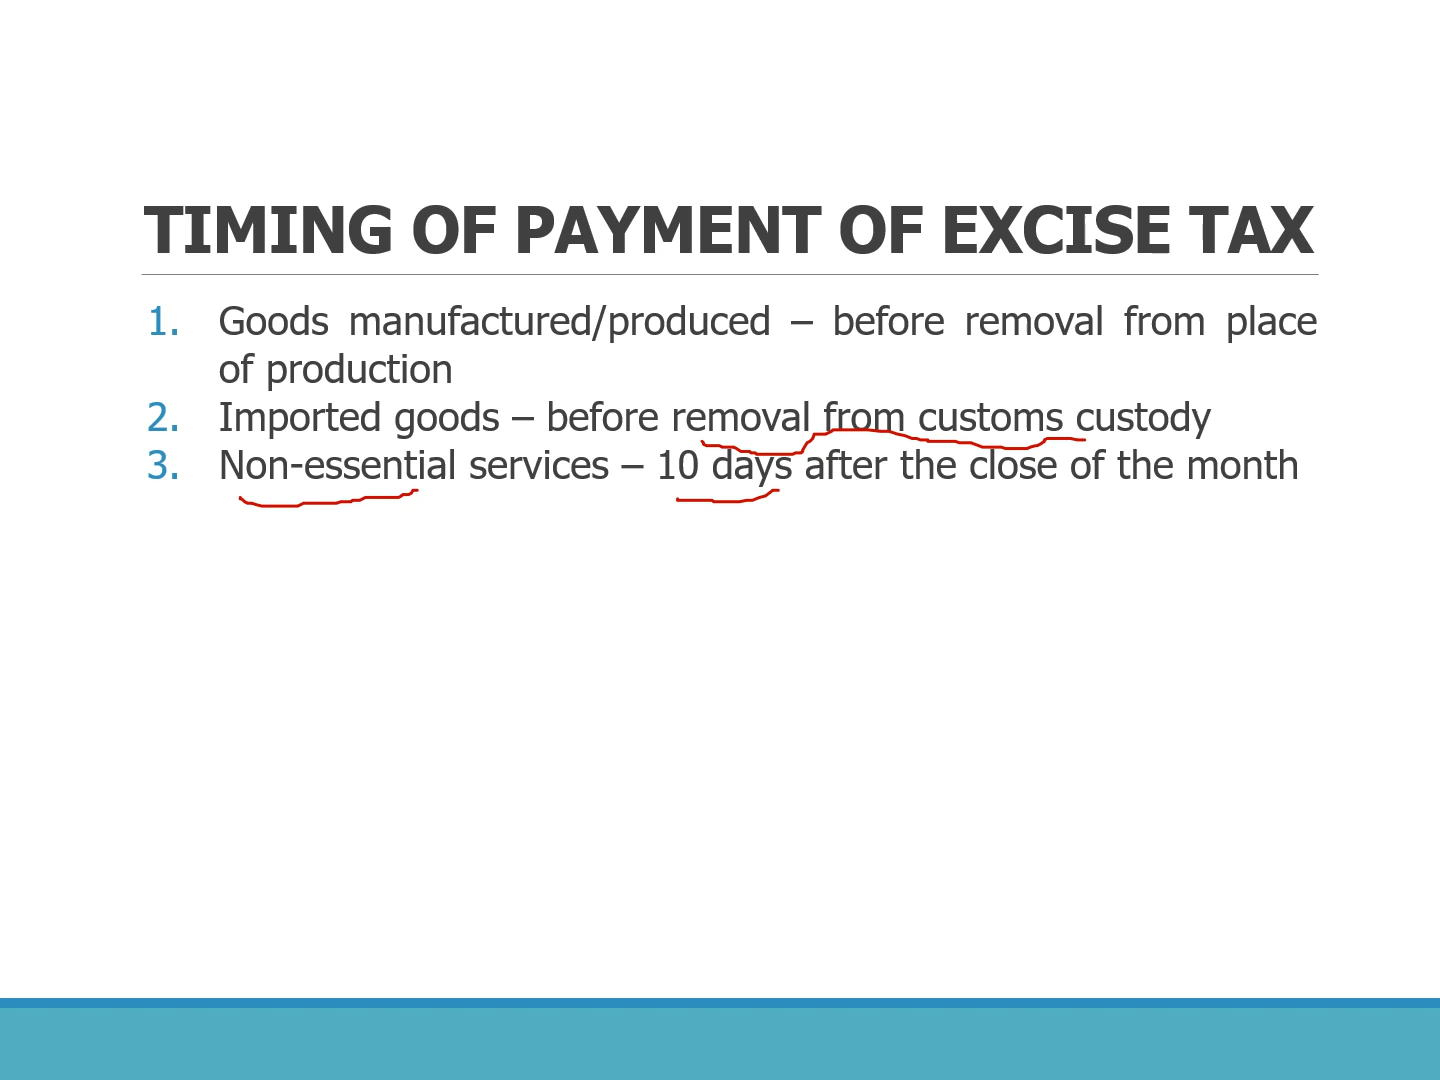 TIMING OF PAYMENT OF EXCISE TAX
1. Goods manufactured/produced – before removal from place
of production
2. Imported goods – before removal from customs custody
3. Non-essential services – 10 days after the close of the month